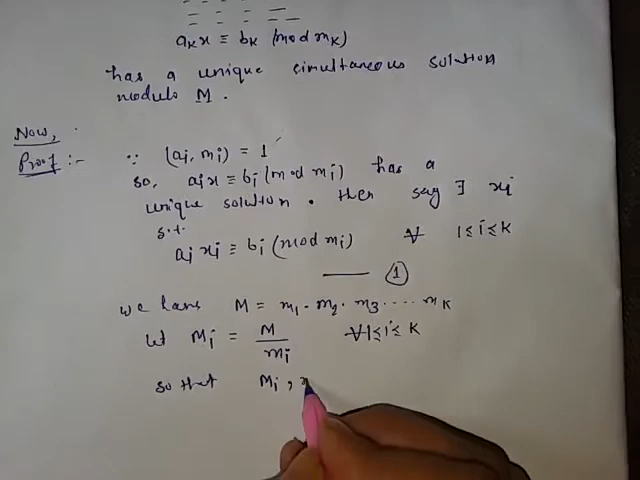 aₖx ≡ bₖ (mod mₖ)
has a unique simultaneous solution
modulo M.
Now,
Proof :- ∵ (aᵢ, mᵢ) = 1
so, aᵢx ≡ bᵢ (mod mᵢ) has a
unique solution. then say ∃ xᵢ
s.t.
aᵢxᵢ ≡ bᵢ (mod mᵢ) ∀ 1≤i≤k
—— ①
we have M = m₁ · m₂ · m₃ .... mₖ
let Mᵢ = M/mᵢ ∀ 1≤i≤k
so that Mᵢ,